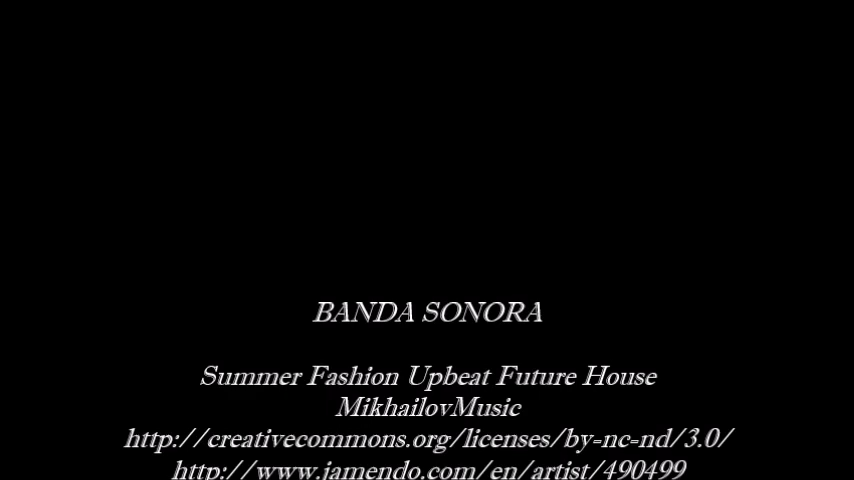 BANDA SONORA
Summer Fashion Upbeat Future House
MikhailovMusic
http://creativecommons.org/licenses/by-nc-nd/3.0/
http://www.jamendo.com/en/artist/490499